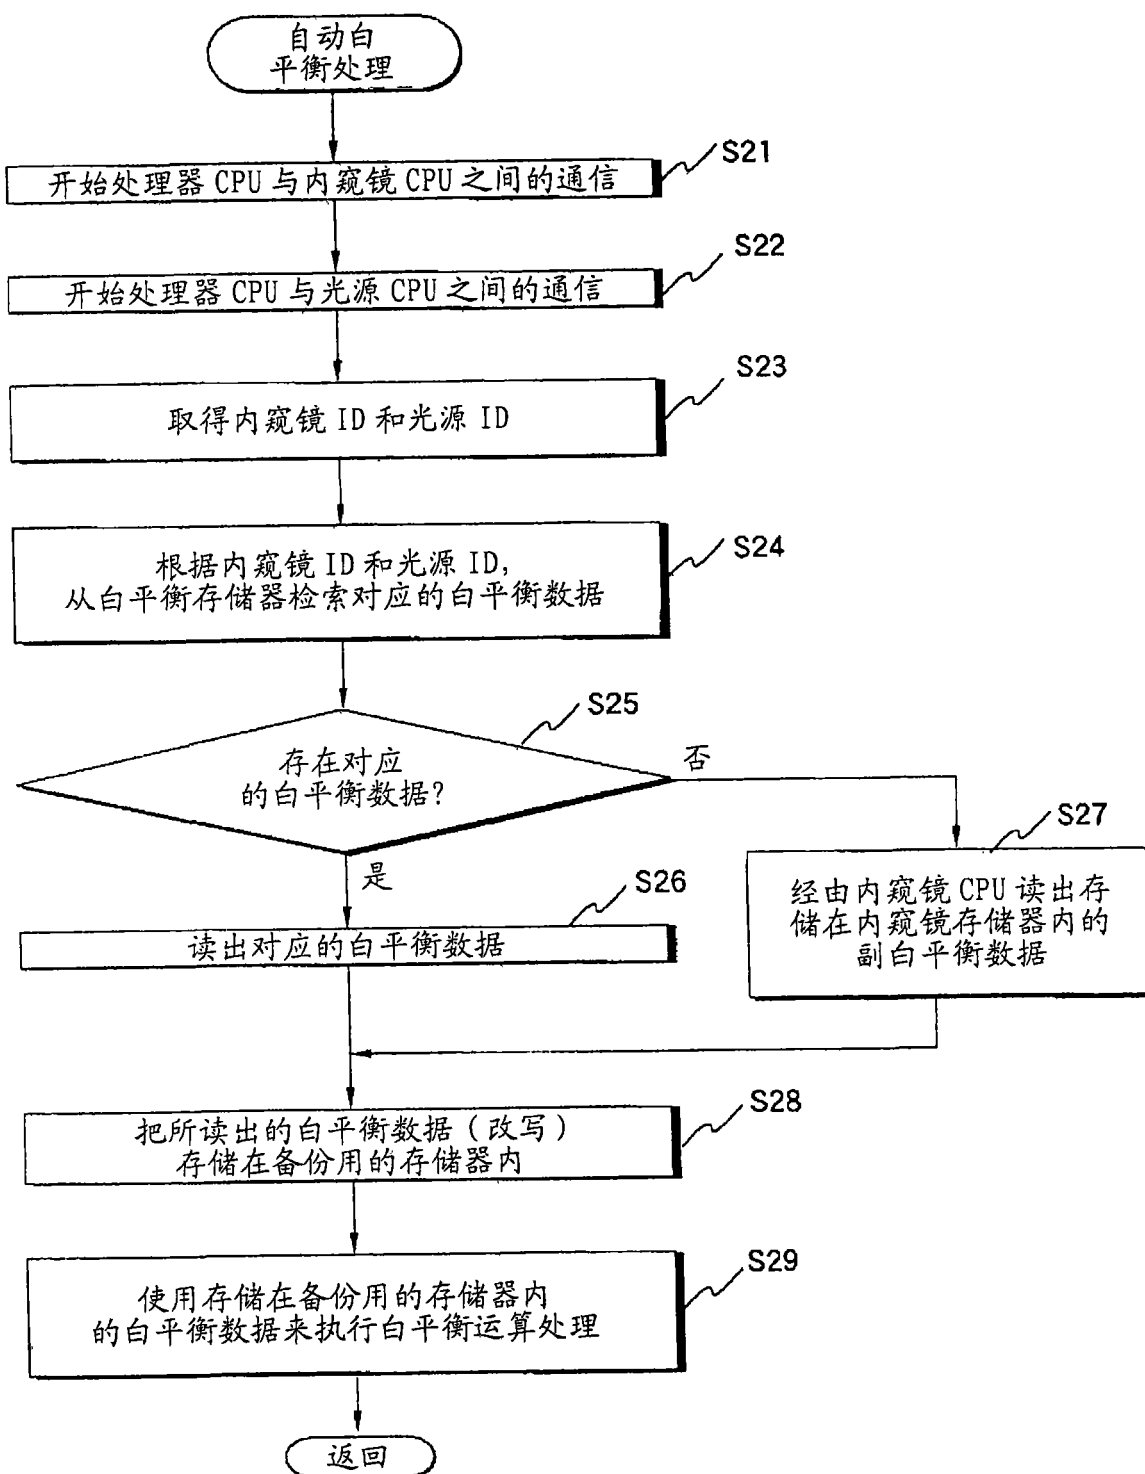 自动白
平衡处理
S21
开始处理器 CPU 与内窥镜 CPU 之间的通信
S22
开始处理器 CPU 与光源 CPU 之间的通信
S23
取得内窥镜 ID 和光源 ID
S24
根据内窥镜 ID 和光源 ID,
从白平衡存储器检索对应的白平衡数据
S25
存在对应
的白平衡数据?
否
是
S26
读出对应的白平衡数据
S27
经由内窥镜 CPU 读出存
储在内窥镜存储器内的
副白平衡数据
S28
把所读出的白平衡数据(改写)
存储在备份用的存储器内
S29
使用存储在备份用的存储器内
的白平衡数据来执行白平衡运算处理
返回